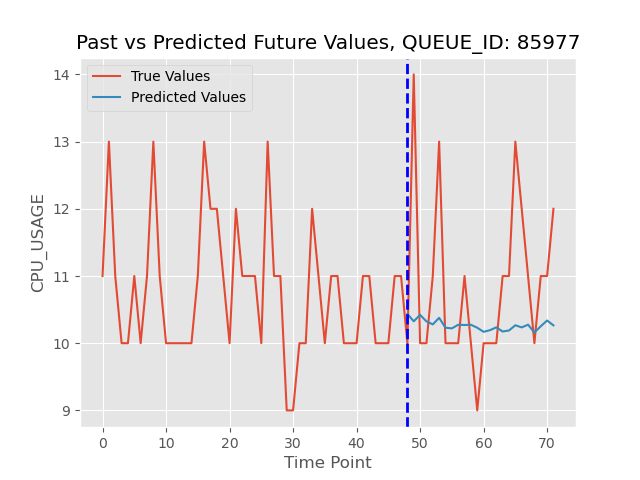 Past vs Predicted Future Values, QUEUE_ID: 85977
True Values
Predicted Values
14
13
12
11
10
9
CPU_USAGE
0 10 20 30 40 50 60 70
Time Point